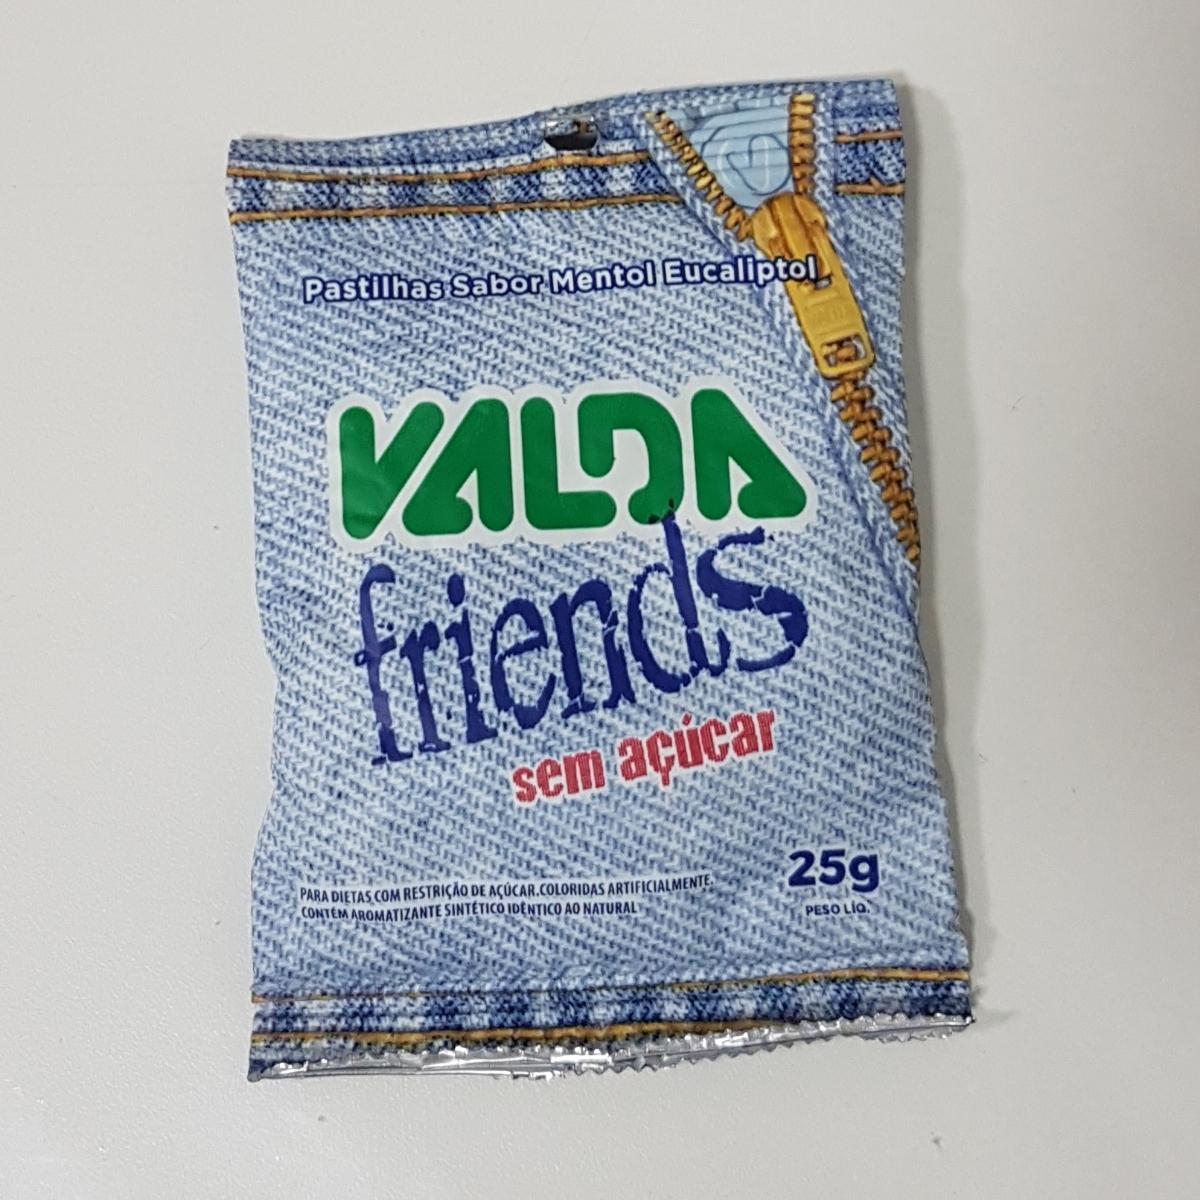 Pastilhas Sabor Mentol Eucaliptol
VALDA
friends
sem açúcar
25g
PESO LÍQ.
PARA DIETAS COM RESTRIÇÃO DE AÇÚCAR. COLORIDAS ARTIFICIALMENTE.
CONTÉM AROMATIZANTE SINTÉTICO IDÊNTICO AO NATURAL